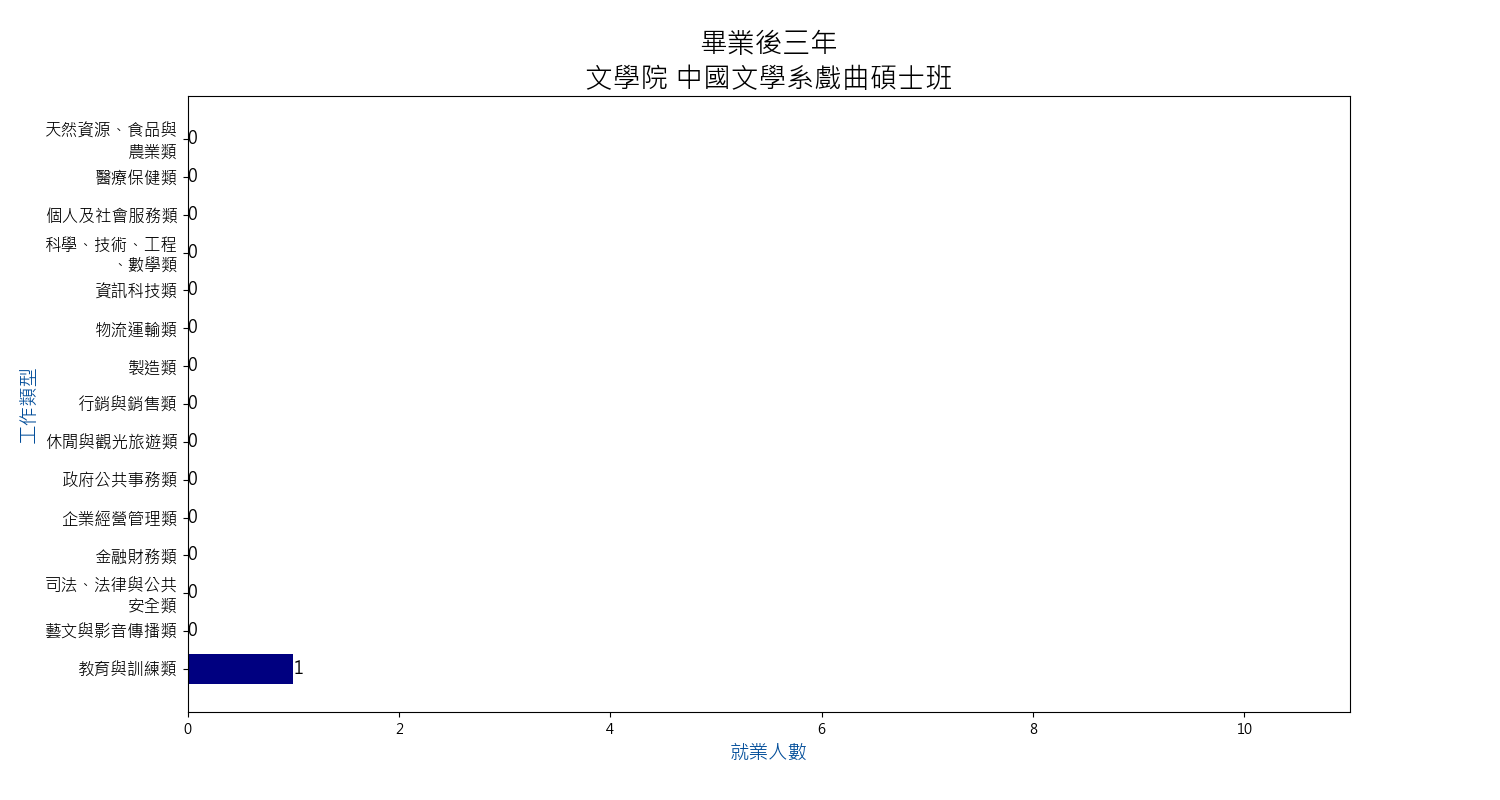 畢業後三年
文學院 中國文學系戲曲碩士班
天然資源、食品與
農業類
0
醫療保健類
0
個人及社會服務類
0
科學、技術、工程
、數學類
0
資訊科技類
0
物流運輸類
0
製造類
0
行銷與銷售類
0
休閒與觀光旅遊類
0
政府公共事務類
0
企業經營管理類
0
金融財務類
0
司法、法律與公共
安全類
0
藝文與影音傳播類
0
教育與訓練類
1
工作類型
0
2
4
6
8
10
就業人數